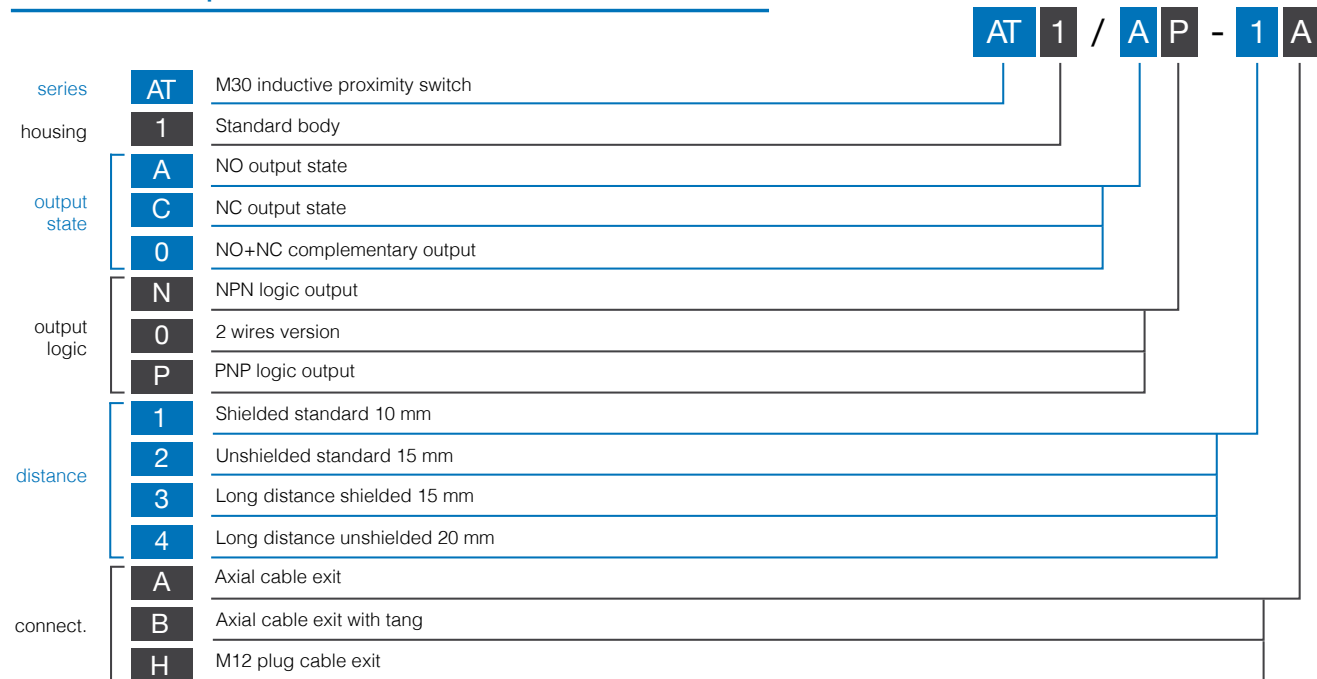 AT 1 / A P - 1 A
series AT M30 inductive proximity switch
housing 1 Standard body
output state
A NO output state
C NC output state
0 NO+NC complementary output
output logic
N NPN logic output
0 2 wires version
P PNP logic output
distance
1 Shielded standard 10 mm
2 Unshielded standard 15 mm
3 Long distance shielded 15 mm
4 Long distance unshielded 20 mm
connect.
A Axial cable exit
B Axial cable exit with tang
H M12 plug cable exit